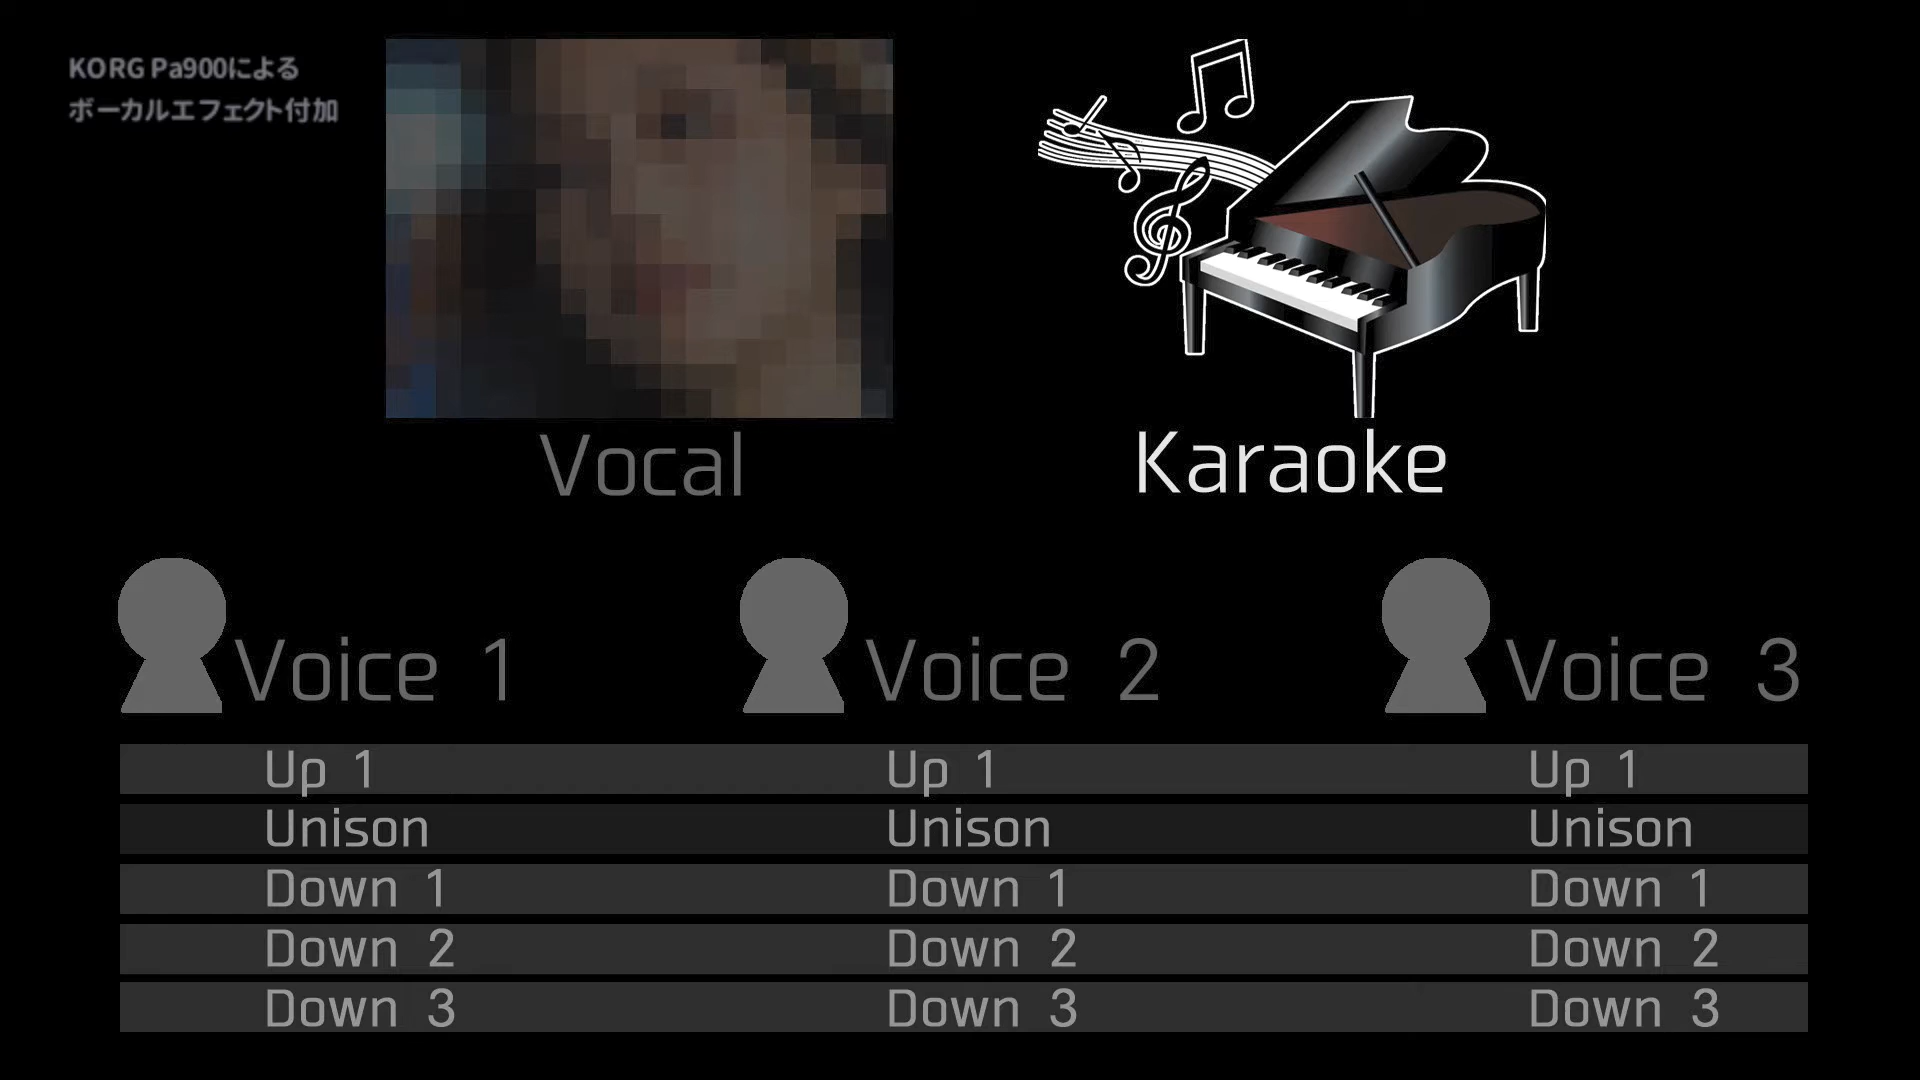 KORG Pa900による
ボーカルエフェクト付加
Vocal
Karaoke
Voice 1
Voice 2
Voice 3
Up 1 Up 1 Up 1
Unison Unison Unison
Down 1 Down 1 Down 1
Down 2 Down 2 Down 2
Down 3 Down 3 Down 3